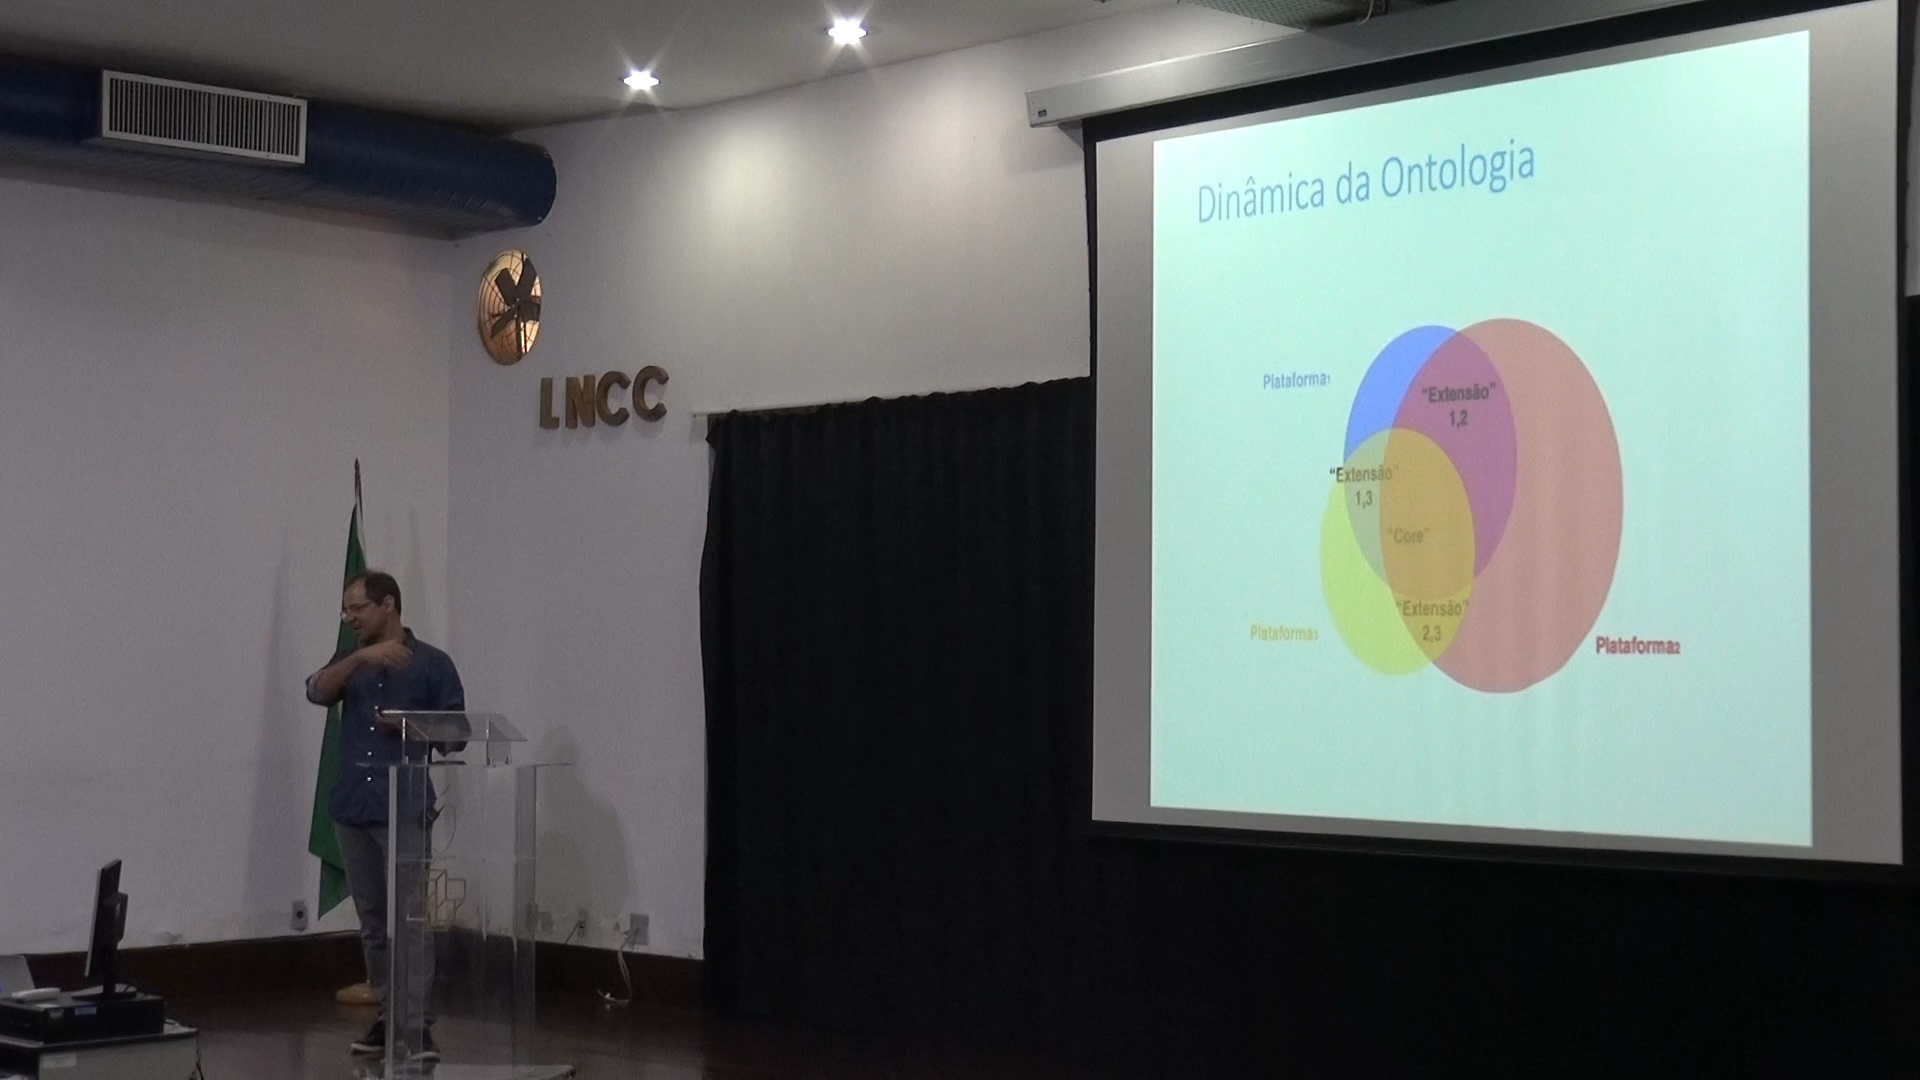 LNCC
Dinâmica da Ontologia
Plataforma1
"Extensão"
1,2
"Extensão"
1,3
"Core"
"Extensão"
2,3
Plataforma3
Plataforma2